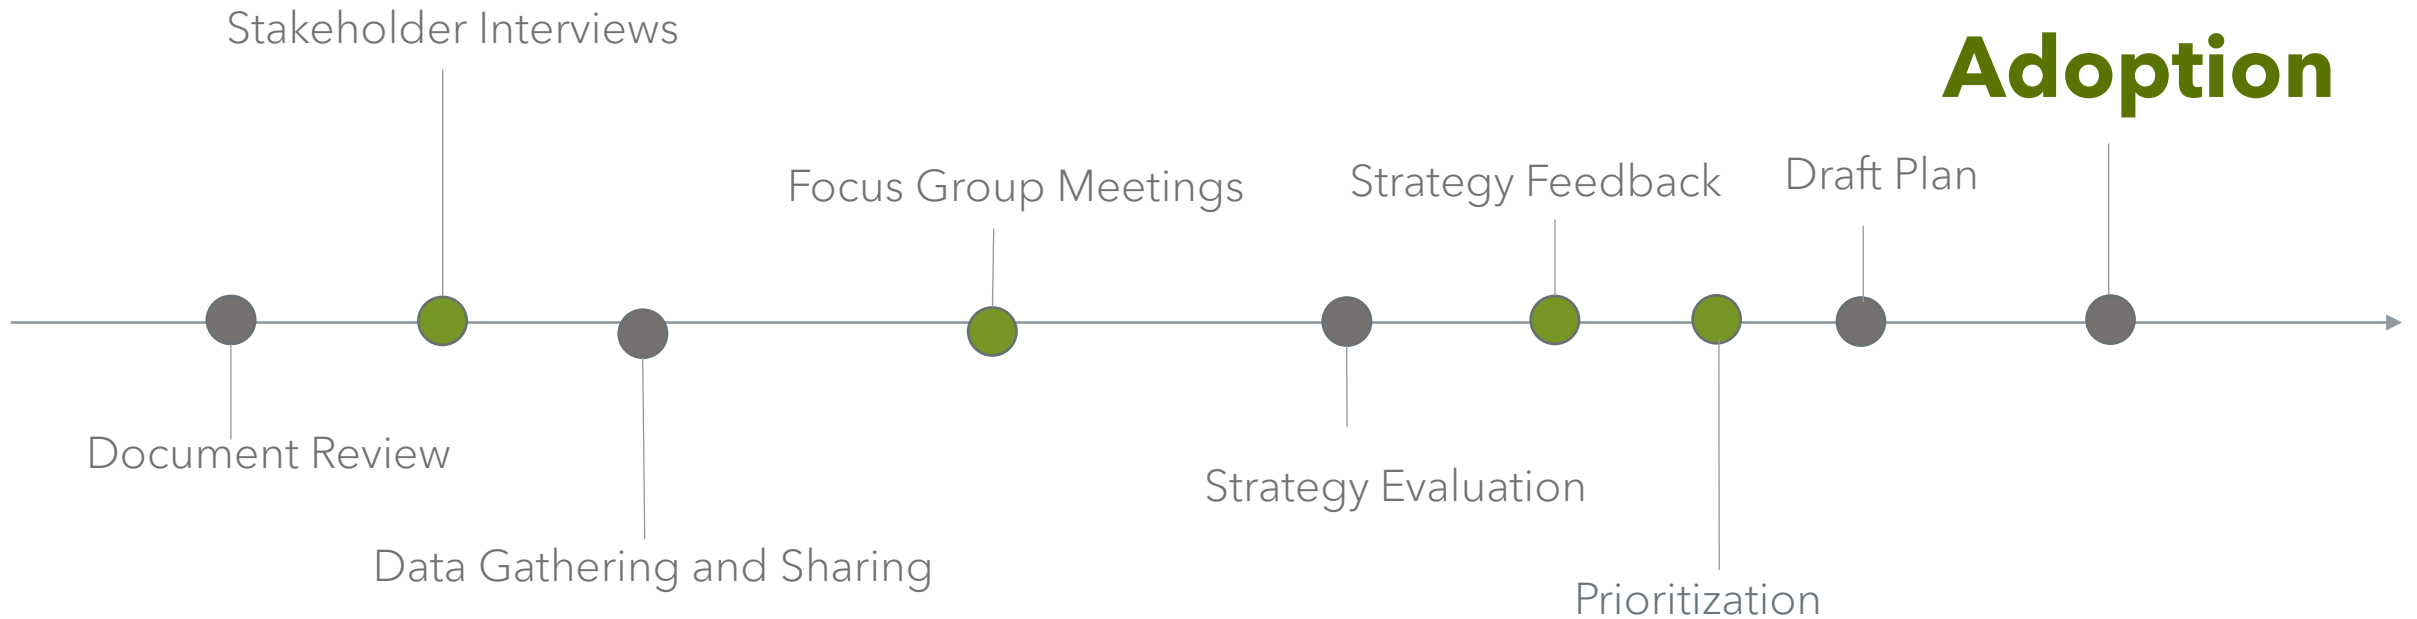 Stakeholder Interviews
Adoption
Focus Group Meetings
Strategy Feedback
Draft Plan
Document Review
Strategy Evaluation
Data Gathering and Sharing
Prioritization